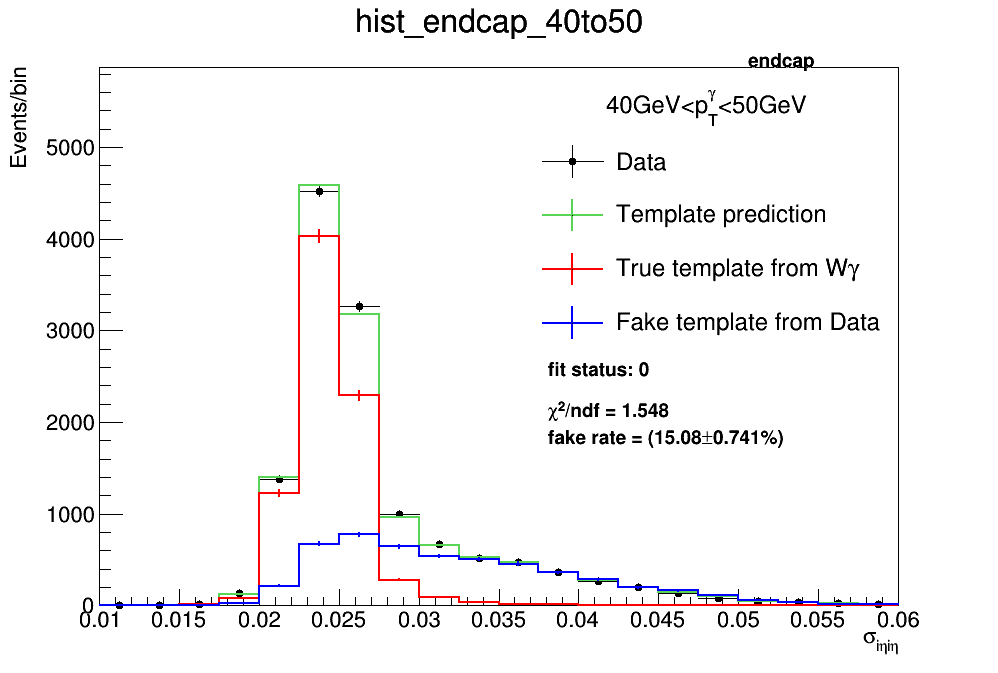 hist_endcap_40to50
Events/bin
endcap
40GeV<p_T^γ<50GeV
Data
Template prediction
True template from Wγ
Fake template from Data
fit status: 0
χ²/ndf = 1.548
fake rate = (15.08±0.741%)
5000
4000
3000
2000
1000
0
0.01 0.015 0.02 0.025 0.03 0.035 0.04 0.045 0.05 0.055 0.06
σiηiη